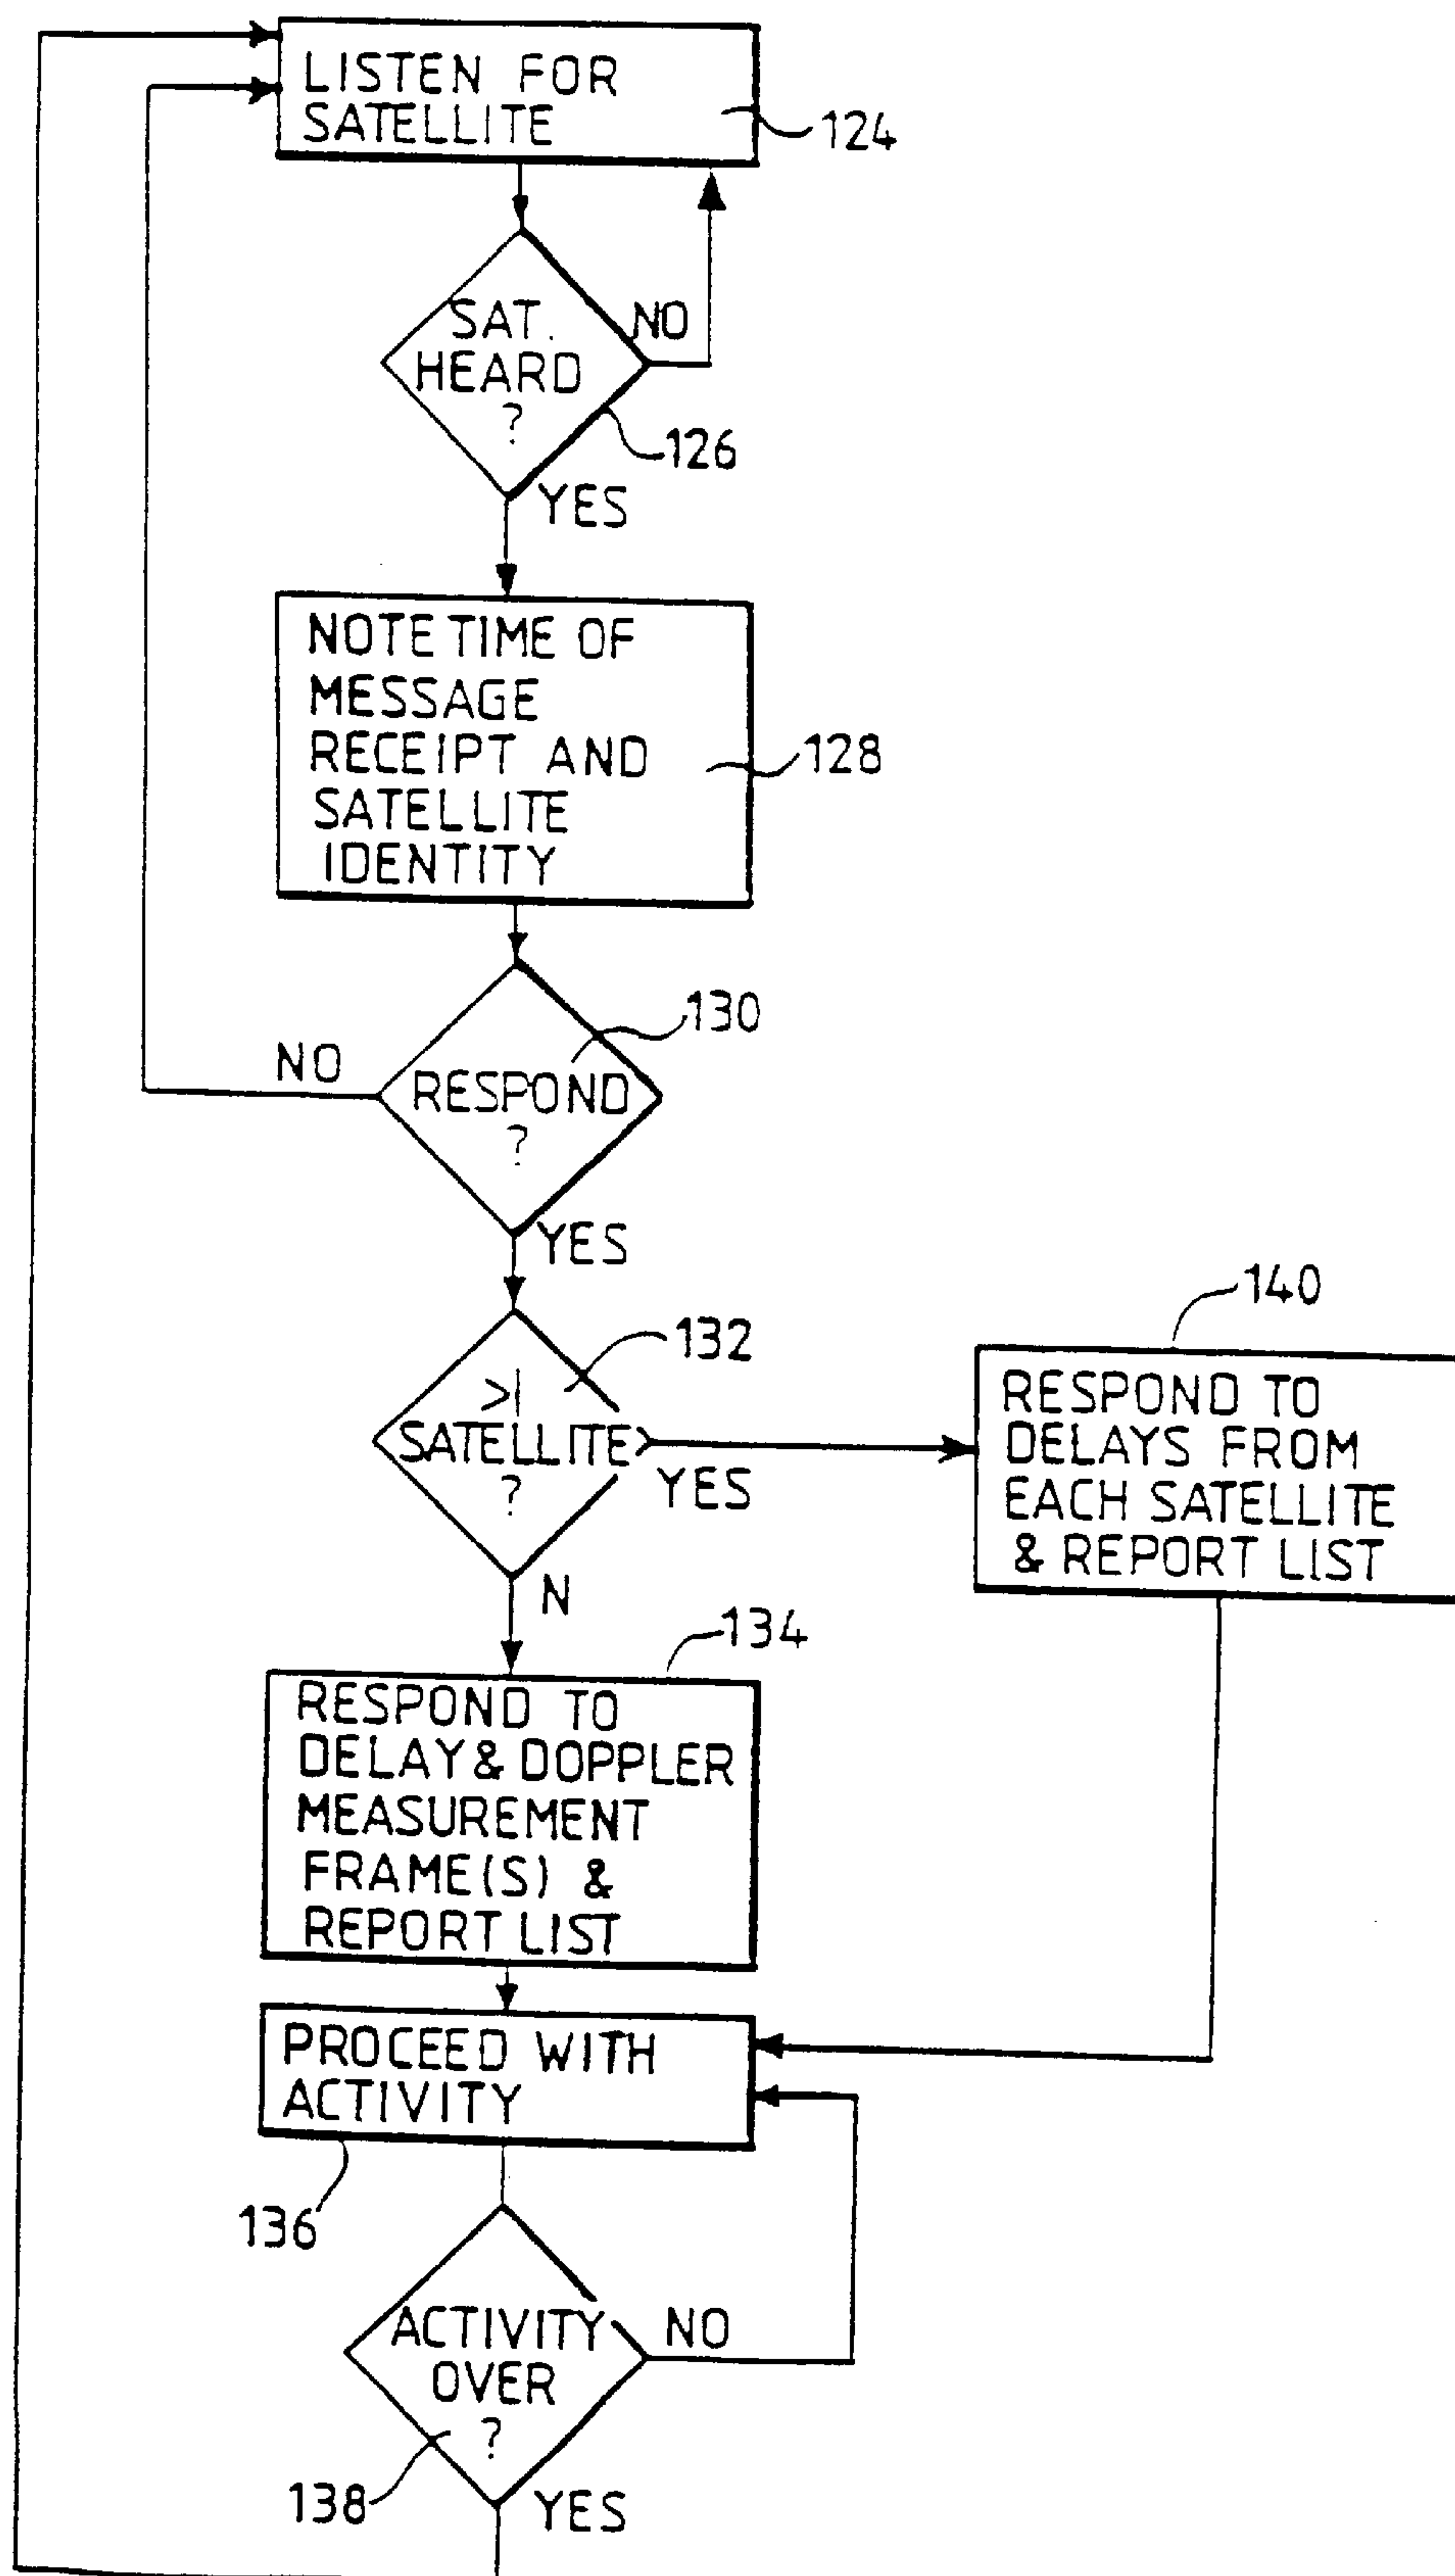 LISTEN FOR
SATELLITE
124
SAT.
HEARD
?
NO
126
YES
NOTE TIME OF
MESSAGE
RECEIPT AND
SATELLITE
IDENTITY
128
130
NO
RESPOND
?
YES
132
>1
SATELLITE
?
YES
140
RESPOND TO
DELAYS FROM
EACH SATELLITE
& REPORT LIST
N
134
RESPOND TO
DELAY & DOPPLER
MEASUREMENT
FRAME(S) &
REPORT LIST
PROCEED WITH
ACTIVITY
136
ACTIVITY
OVER
?
NO
138
YES